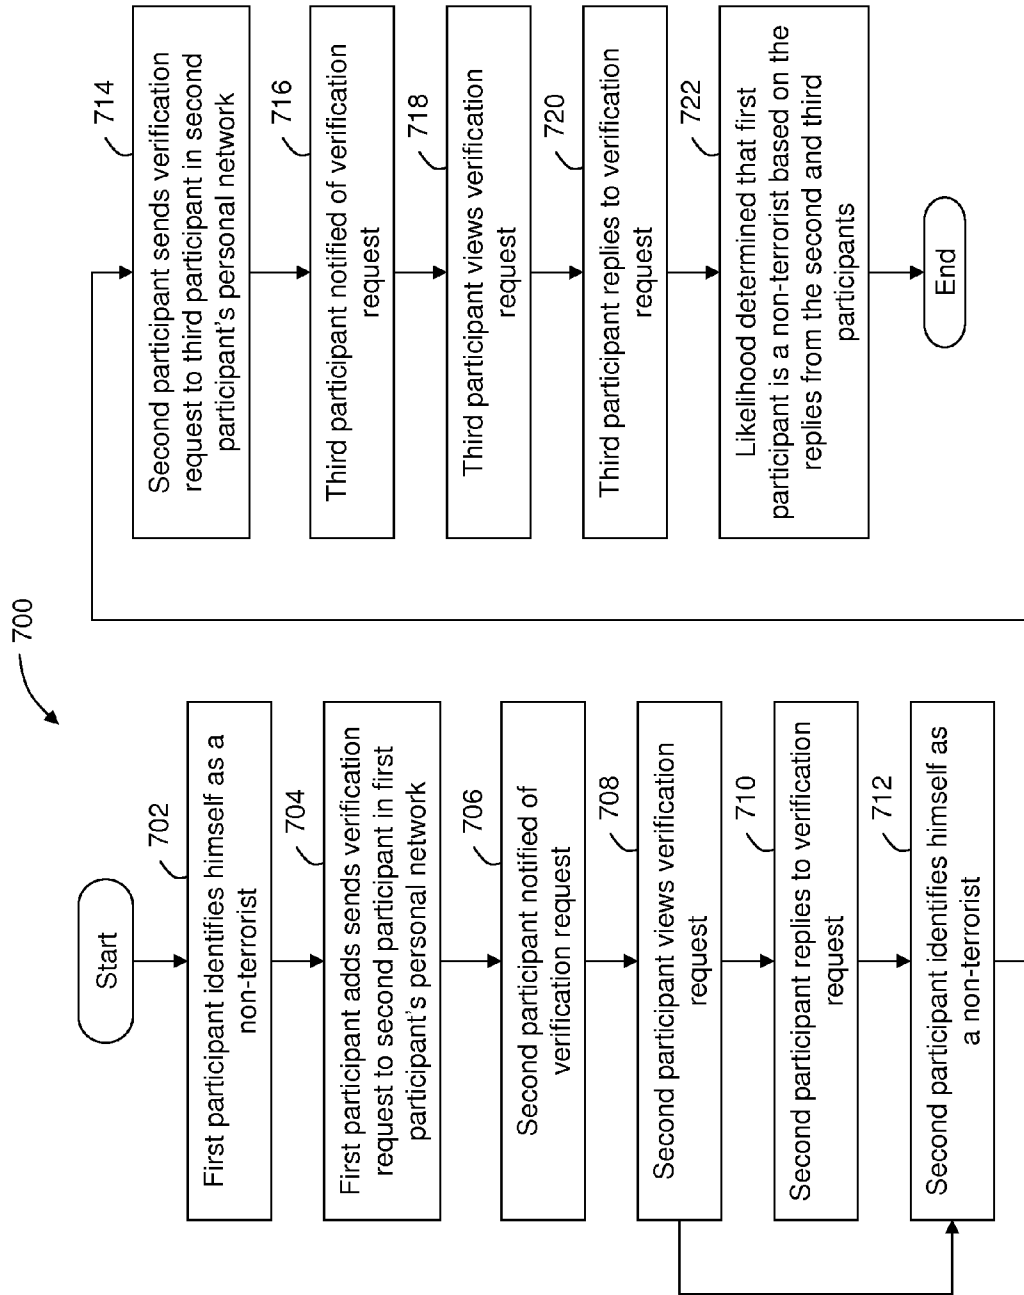 700
Start
702
First participant identifies himself as a
non-terrorist
704
First participant adds sends verification
request to second participant in first
participant's personal network
706
Second participant notified of
verification request
708
Second participant views verification
request
710
Second participant replies to verification
request
712
Second participant identifies himself as
a non-terrorist
714
Second participant sends verification
request to third participant in second
participant's personal network
716
Third participant notified of verification
request
718
Third participant views verification
request
720
Third participant replies to verification
request
722
Likelihood determined that first
participant is a non-terrorist based on the
replies from the second and third
participants
End